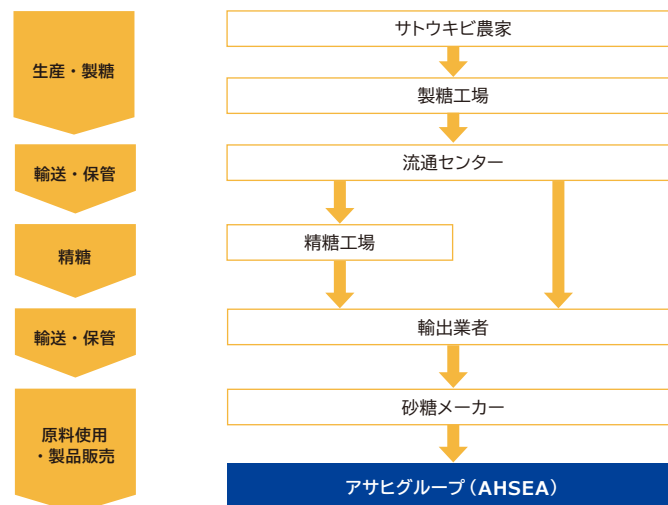 サトウキビ農家
生産・製糖
製糖工場
輸送・保管
流通センター
精糖
精糖工場
輸送・保管
輸出業者
砂糖メーカー
原料使用
・製品販売
アサヒグループ（AHSEA）